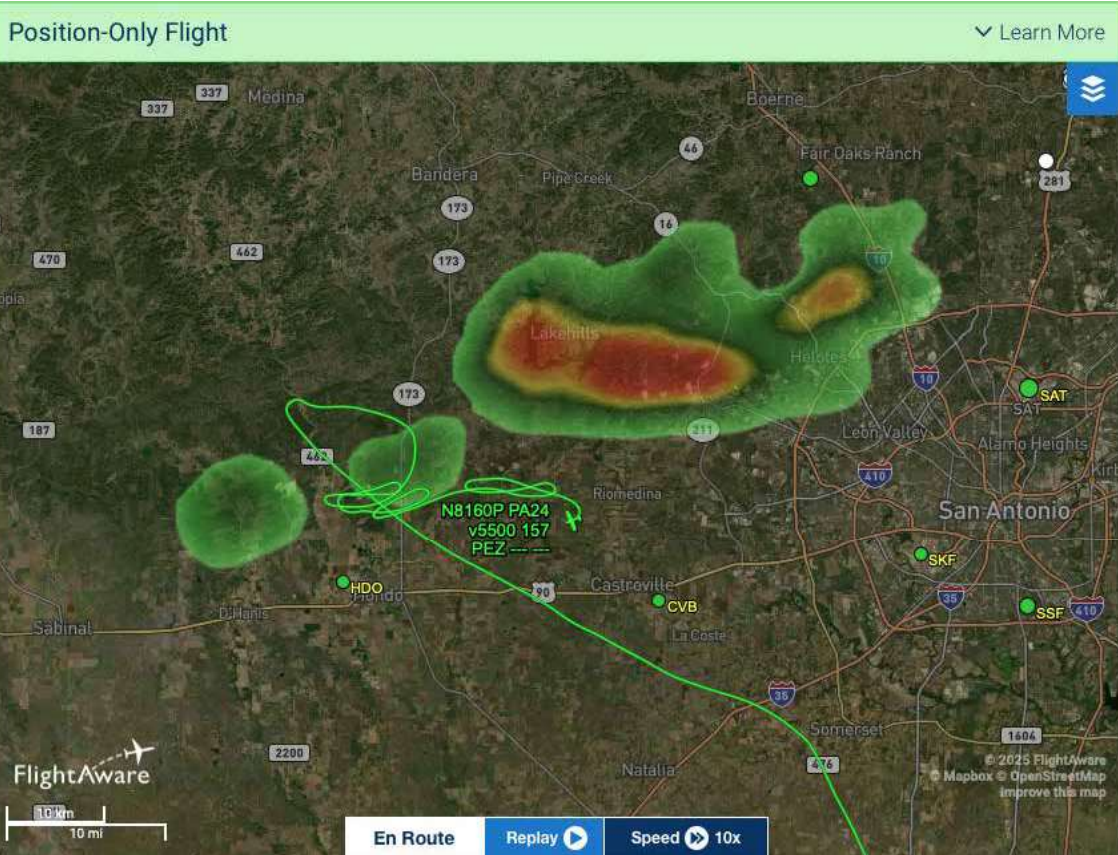 Position-Only Flight
Learn More
337
337
Medina
Boerne
46
Fair Oaks Ranch
281
Bandera
Pipe Creek
173
16
462
470
173
10
Lakehills
Helotes
173
10
SAT
SAT
187
211
Leon Valley
Alamo Heights
462
410
Riomedina
N8160P PA24
v5500 157
PEZ --- ---
San Antonio
SKF
HDO
Hondo
90
Castroville
CVB
35
SSF
410
D'Hanis
Sabinal
La Coste
35
Somerset
2200
1604
Natalia
476
FlightAware
© 2025 FlightAware
© Mapbox © OpenStreetMap
Improve this map
10 km
10 mi
En Route
Replay
Speed
10x